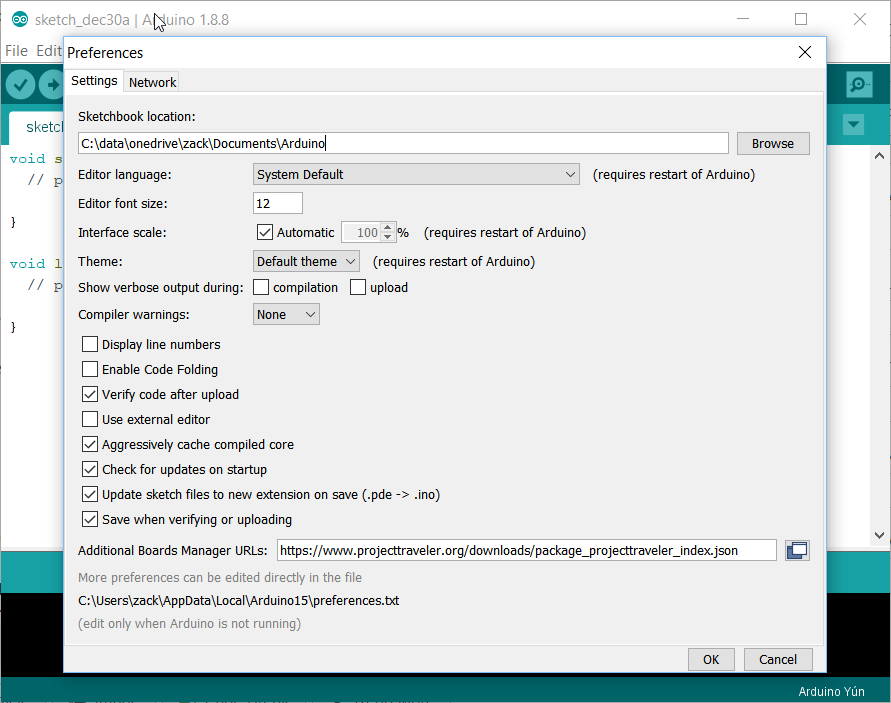 sketch_dec30a | Arduino 1.8.8
File Edit
Preferences
Settings Network
sketch
Sketchbook location:
C:\data\onedrive\zack\Documents\Arduino
Browse
void s
Editor language: System Default (requires restart of Arduino)
// p
Editor font size: 12
}
Interface scale: Automatic 100 % (requires restart of Arduino)
void l
Theme: Default theme (requires restart of Arduino)
// p
Show verbose output during: compilation upload
Compiler warnings: None
}
Display line numbers
Enable Code Folding
Verify code after upload
Use external editor
Aggressively cache compiled core
Check for updates on startup
Update sketch files to new extension on save (.pde -> .ino)
Save when verifying or uploading
Additional Boards Manager URLs: https://www.projecttraveler.org/downloads/package_projecttraveler_index.json
More preferences can be edited directly in the file
C:\Users\zack\AppData\Local\Arduino15\preferences.txt
(edit only when Arduino is not running)
OK Cancel
Arduino Yún